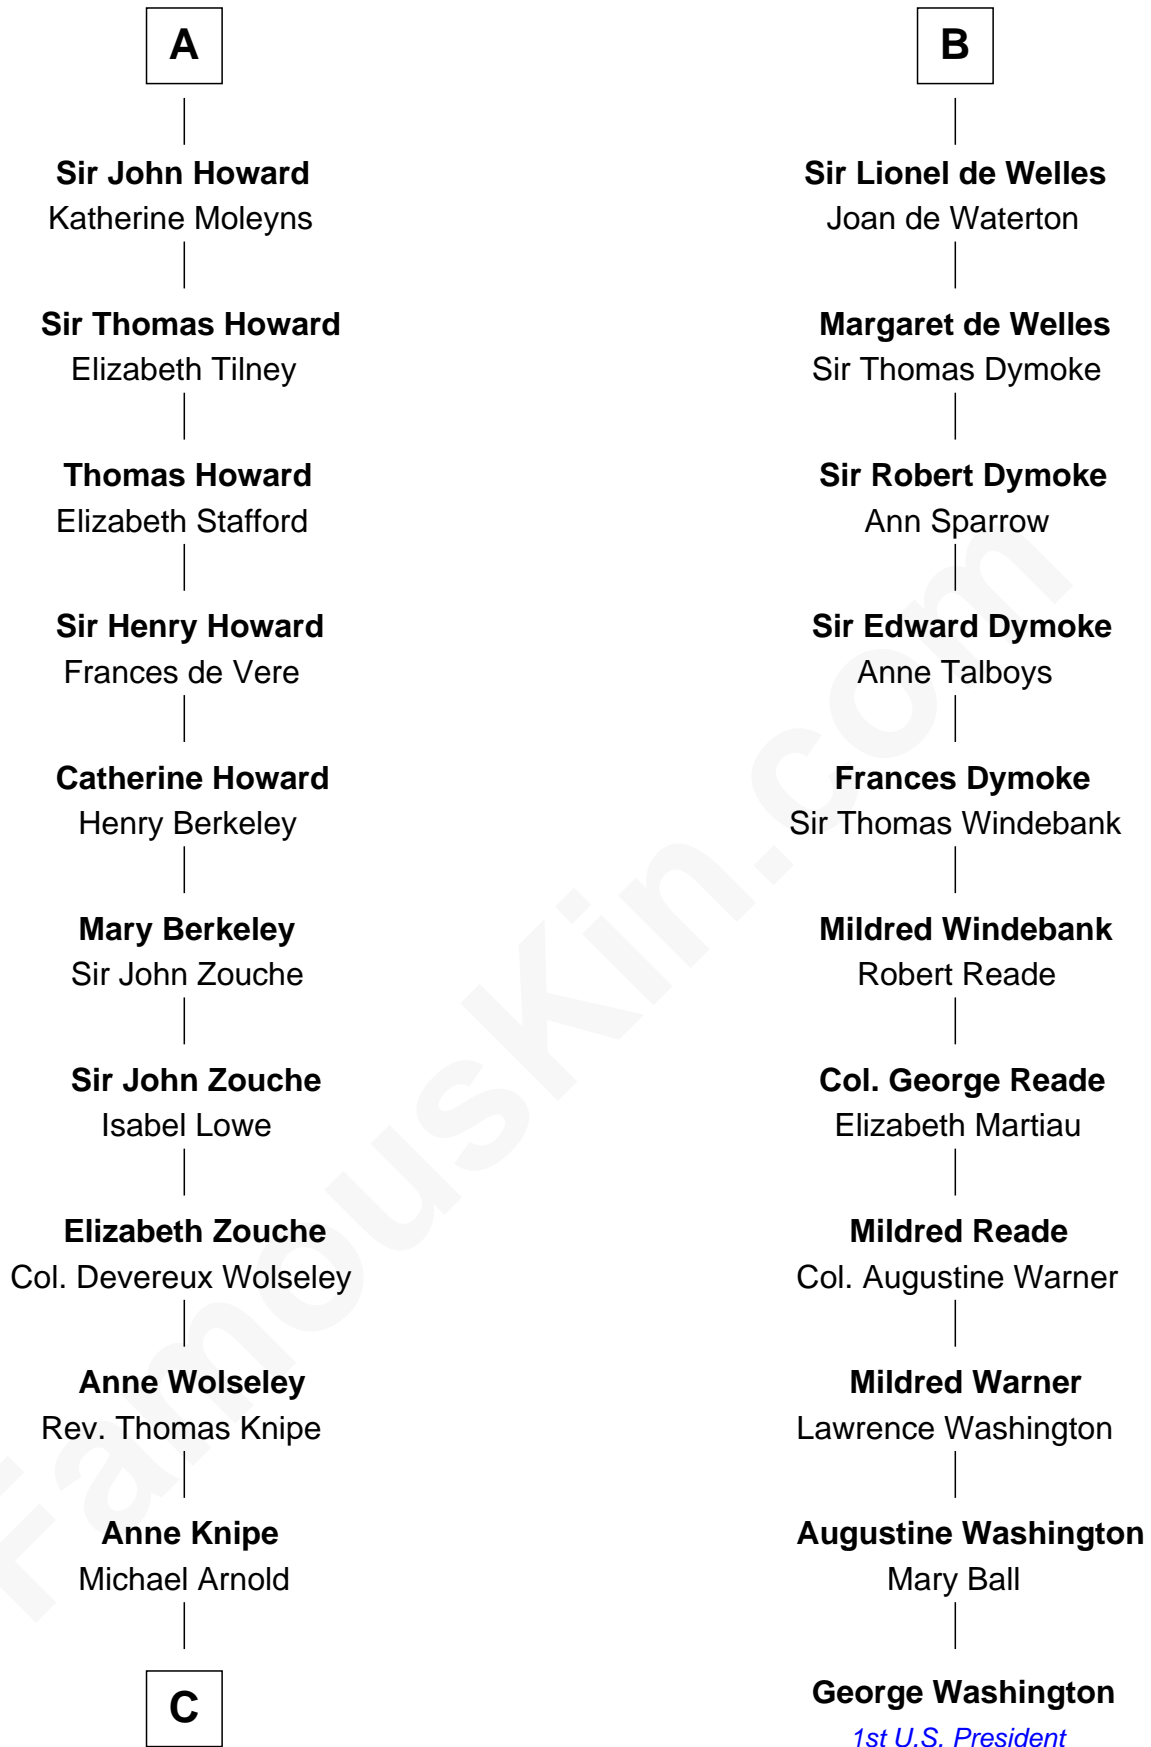 A
Sir John Howard
Katherine Moleyns
Sir Thomas Howard
Elizabeth Tilney
Thomas Howard
Elizabeth Stafford
Sir Henry Howard
Frances de Vere
Catherine Howard
Henry Berkeley
Mary Berkeley
Sir John Zouche
Sir John Zouche
Isabel Lowe
Elizabeth Zouche
Col. Devereux Wolseley
Anne Wolseley
Rev. Thomas Knipe
Anne Knipe
Michael Arnold
C
B
Sir Lionel de Welles
Joan de Waterton
Margaret de Welles
Sir Thomas Dymoke
Sir Robert Dymoke
Ann Sparrow
Sir Edward Dymoke
Anne Talboys
Frances Dymoke
Sir Thomas Windebank
Mildred Windebank
Robert Reade
Col. George Reade
Elizabeth Martiau
Mildred Reade
Col. Augustine Warner
Mildred Warner
Lawrence Washington
Augustine Washington
Mary Ball
George Washington
1st U.S. President
FamousKin.com